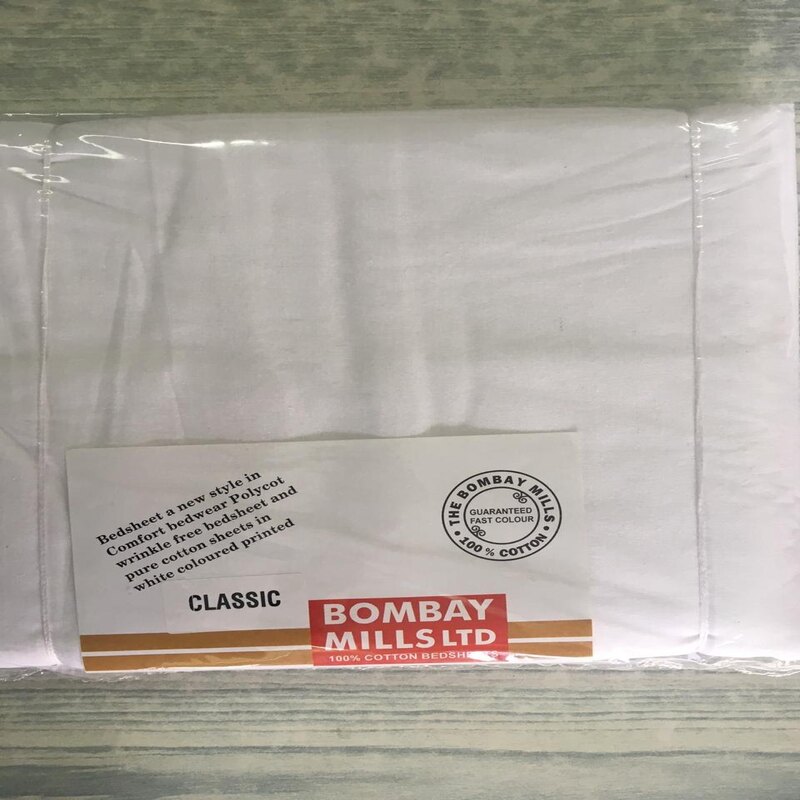 Bedsheet a new style in
Comfort bedwear Polycot
wrinkle free bedsheet and
pure cotton sheets in
white coloured printed
THE BOMBAY MILLS
GUARANTEED
FAST COLOUR
100 % COTTON
CLASSIC
BOMBAY
MILLS LTD
100% COTTON